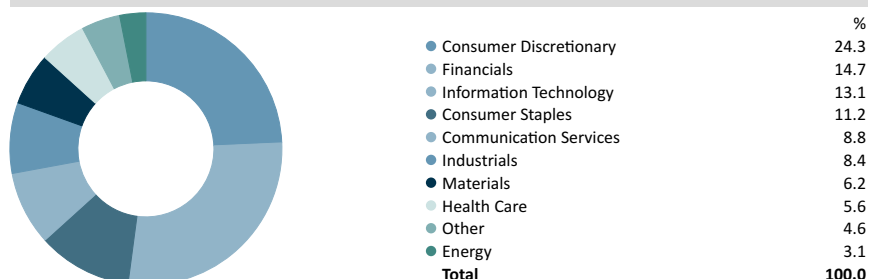 %
Consumer Discretionary 24.3
Financials 14.7
Information Technology 13.1
Consumer Staples 11.2
Communication Services 8.8
Industrials 8.4
Materials 6.2
Health Care 5.6
Other 4.6
Energy 3.1
Total 100.0